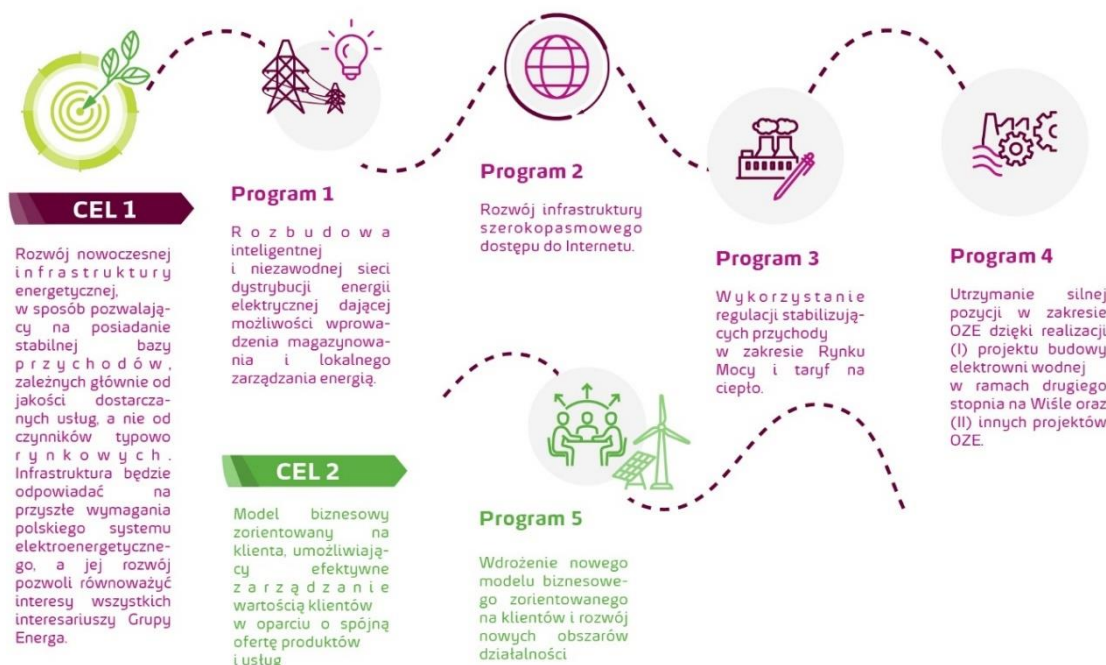 CEL 1
Rozwój nowoczesnej
infrastruktury
energetycznej,
w sposób pozwalają-
cy na posiadanie
stabilnej bazy
przychodów,
zależnych głównie od
jakości dostarcza-
nych usług, a nie od
czynników typowo
rynkowych.
Infrastruktura będzie
odpowiadać na
przyszłe wymagania
polskiego systemu
elektroenergetyczne-
go, a jej rozwój
pozwoli równoważyć
interesy wszystkich
interesariuszy Grupy
Energa.
Program 1
Rozbudowa
inteligentnej
i niezawodnej sieci
dystrybucji energii
elektrycznej dającej
możliwości wprowa-
dzenia magazynowa-
nia i lokalnego
zarządzania energią.
Program 2
Rozwój infrastruktury
szerokopasmowego
dostępu do Internetu.
Program 3
Wykorzystanie
regulacji stabilizują-
cych przychody
w zakresie Rynku
Mocy i taryf na
ciepło.
Program 4
Utrzymanie silnej
pozycji w zakresie
OZE dzięki realizacji
(I) projektu budowy
elektrowni wodnej
w ramach drugiego
stopnia na Wiśle oraz
(II) innych projektów
OZE.
CEL 2
Model biznesowy
zorientowany na
klienta, umożliwiają-
cy efektywne
zarządzanie
wartością klientów
w oparciu o spójną
ofertę produktów
i usług
Program 5
Wdrożenie nowego
modelu biznesowe-
go zorientowanego
na klientów i rozwój
nowych obszarów
działalności